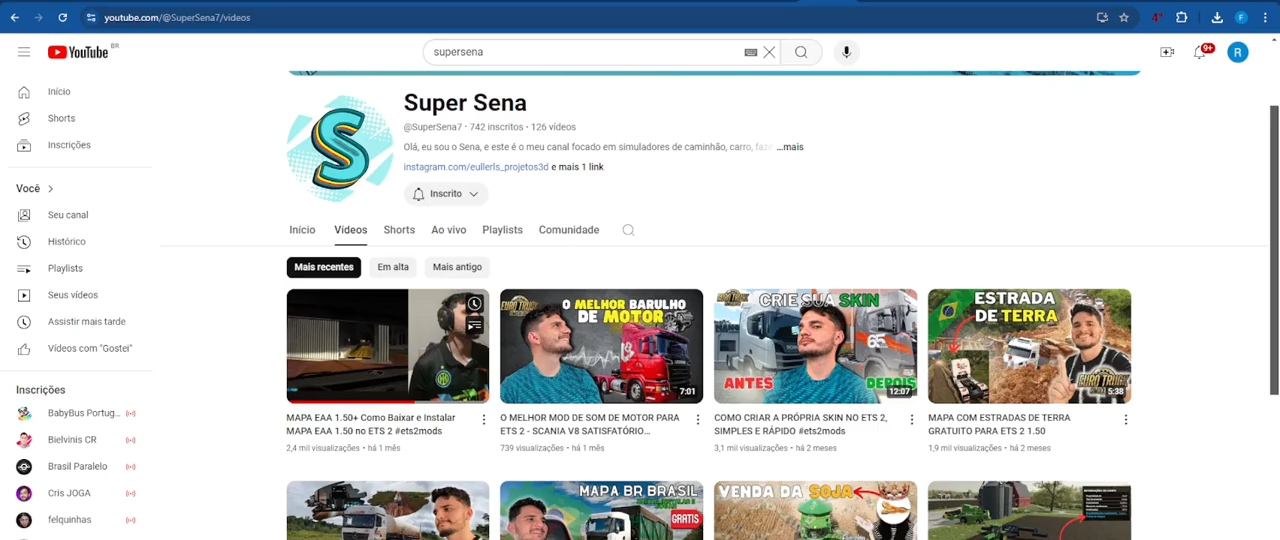 youtube.com/@SuperSena7/videos
4"
F
YouTube BR
supersena
9+
R
Início
Shorts
Inscrições
Você
Seu canal
Histórico
Playlists
Seus vídeos
Assistir mais tarde
Vídeos com "Gostei"
Inscrições
BabyBus Portug...
Bielvinis CR
Brasil Paralelo
Cris JOGA
felquinhas
S
Super Sena
@SuperSena7 · 742 inscritos · 126 vídeos
Olá, eu sou o Sena, e este é o meu canal focado em simuladores de caminhão, carro, faze ...mais
instagram.com/eullerls_projetos3d e mais 1 link
Inscrito
Início Vídeos Shorts Ao vivo Playlists Comunidade
Mais recentes Em alta Mais antigo
O MELHOR BARULHO
DE MOTOR
7:01
CRIE SUA SKIN
ANTES DEPOIS
12:07
ESTRADA
DE TERRA
EURO TRUCK
5:38
MAPA EAA 1.50+ Como Baixar e Instalar
MAPA EAA 1.50 no ETS 2 #ets2mods
2,4 mil visualizações · há 1 mês
O MELHOR MOD DE SOM DE MOTOR PARA
ETS 2 - SCANIA V8 SATISFATÓRIO...
739 visualizações · há 1 mês
COMO CRIAR A PRÓPRIA SKIN NO ETS 2,
SIMPLES E RÁPIDO #ets2mods
3,1 mil visualizações · há 2 meses
MAPA COM ESTRADAS DE TERRA
GRATUITO PARA ETS 2 1.50
1,9 mil visualizações · há 2 meses
MAPA BR BRASIL
GRATIS
VENDA DA SOJA